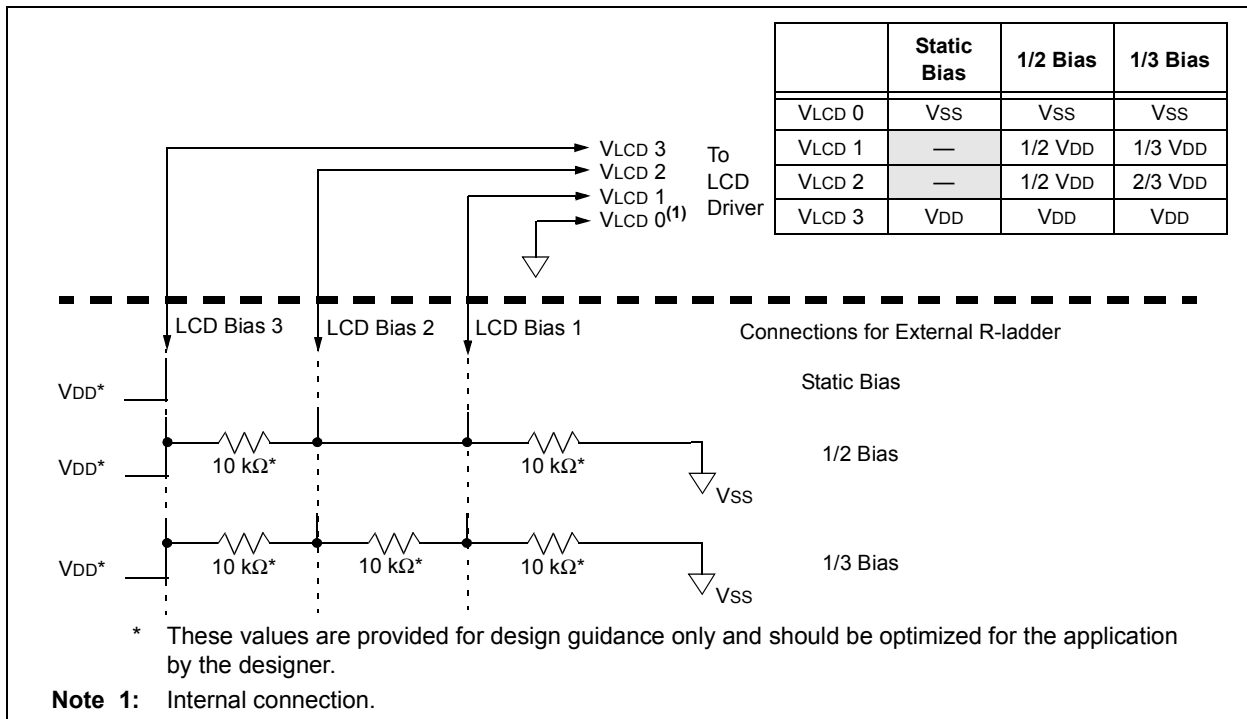 Static Bias 1/2 Bias 1/3 Bias
VLCD 0 VSS VSS VSS
VLCD 1 — 1/2 VDD 1/3 VDD
VLCD 2 — 1/2 VDD 2/3 VDD
VLCD 3 VDD VDD VDD
VLCD 3
VLCD 2
VLCD 1
VLCD 0(1)
To
LCD
Driver
LCD Bias 3 LCD Bias 2 LCD Bias 1 Connections for External R-ladder
VDD* Static Bias
VDD* 10 kΩ* 10 kΩ* VSS 1/2 Bias
VDD* 10 kΩ* 10 kΩ* 10 kΩ* VSS 1/3 Bias
* These values are provided for design guidance only and should be optimized for the application
by the designer.
Note 1: Internal connection.